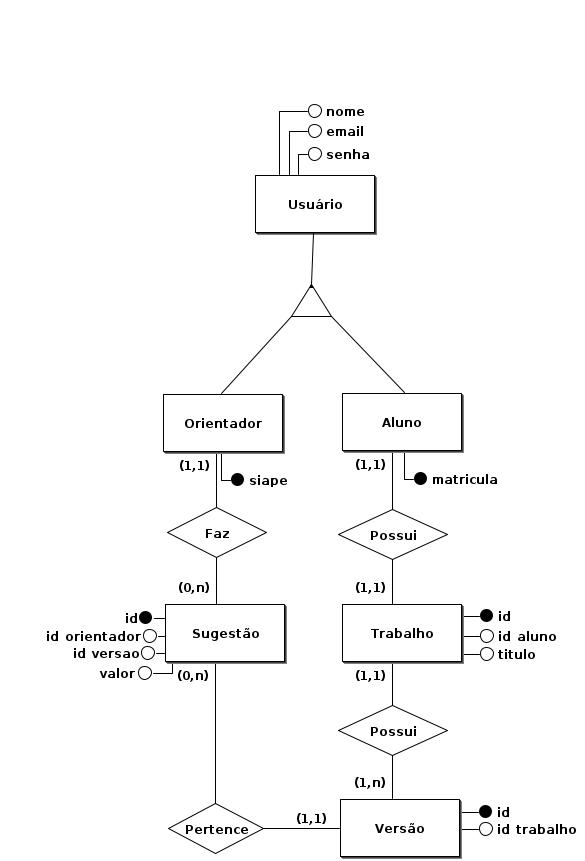 nome
email
senha
Usuário
Orientador
Aluno
(1,1)
siape
(1,1)
matricula
Faz
Possui
(0,n)
(1,1)
id
id orientador
id versao
valor
Sugestão
Trabalho
id
id aluno
titulo
(0,n)
(1,1)
Possui
(1,n)
Pertence
(1,1)
Versão
id
id trabalho